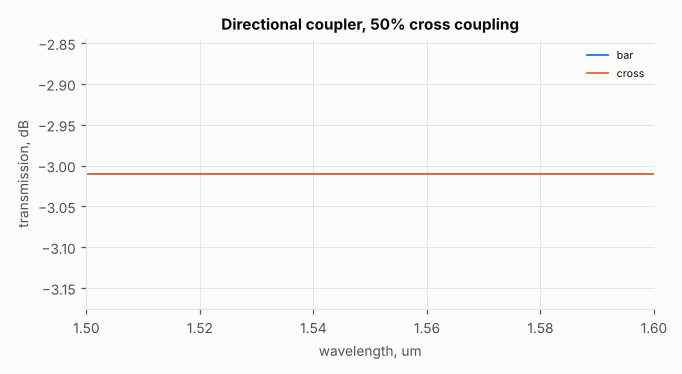 Directional coupler, 50% cross coupling
bar
cross
transmission, dB
−2.85
−2.90
−2.95
−3.00
−3.05
−3.10
−3.15
1.50 1.52 1.54 1.56 1.58 1.60
wavelength, um